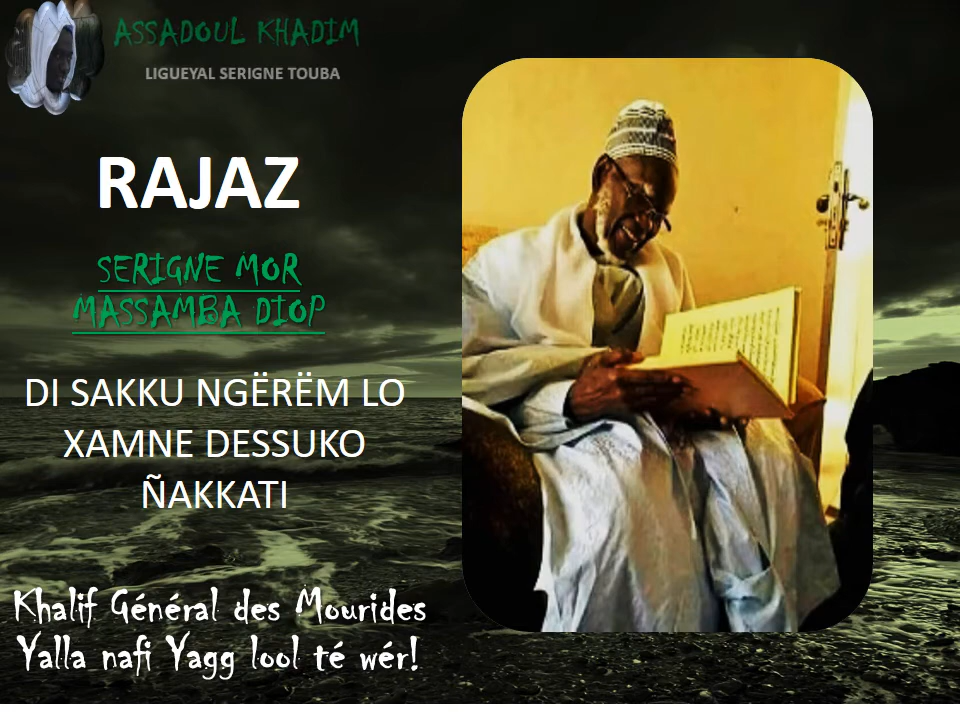 ASSADOUL KHADIM
LIGUEYAL SERIGNE TOUBA
RAJAZ
SERIGNE MOR
MASSAMBA DIOP
DI SAKKU NGËRËM LO
XAMNE DESSUKO
ÑAKKATI
Khalif Général des Mourides
Yalla nafi Yagg lool té wér!